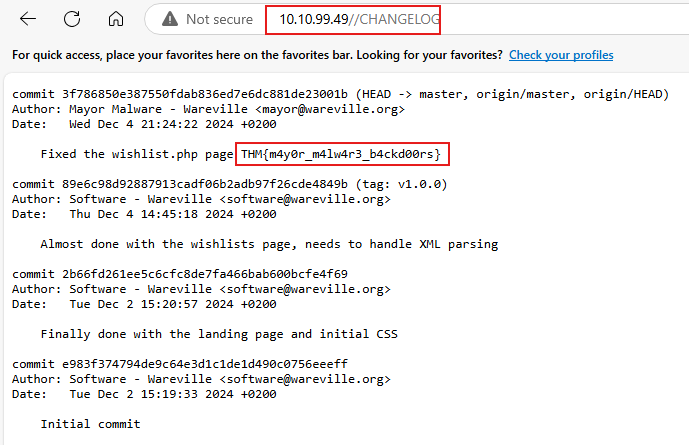 Not secure 10.10.99.49//CHANGELOG
For quick access, place your favorites here on the favorites bar. Looking for your favorites? Check your profiles
commit 3f786850e387550fdab836ed7e6dc881de23001b (HEAD -> master, origin/master, origin/HEAD)
Author: Mayor Malware - Wareville <mayor@wareville.org>
Date:   Wed Dec 4 21:24:22 2024 +0200
Fixed the wishlist.php page THM{m4y0r_m4lw4r3_b4ckd00rs}
commit 89e6c98d92887913cadf06b2adb97f26cde4849b (tag: v1.0.0)
Author: Software - Wareville <software@wareville.org>
Date:   Thu Dec 4 14:45:18 2024 +0200
Almost done with the wishlists page, needs to handle XML parsing
commit 2b66fd261ee5c6cfc8de7fa466bab600bcfe4f69
Author: Software - Wareville <software@wareville.org>
Date:   Tue Dec 2 15:20:57 2024 +0200
Finally done with the landing page and initial CSS
commit e983f374794de9c64e3d1c1de1d490c0756eeeff
Author: Software - Wareville <software@wareville.org>
Date:   Tue Dec 2 15:19:33 2024 +0200
Initial commit